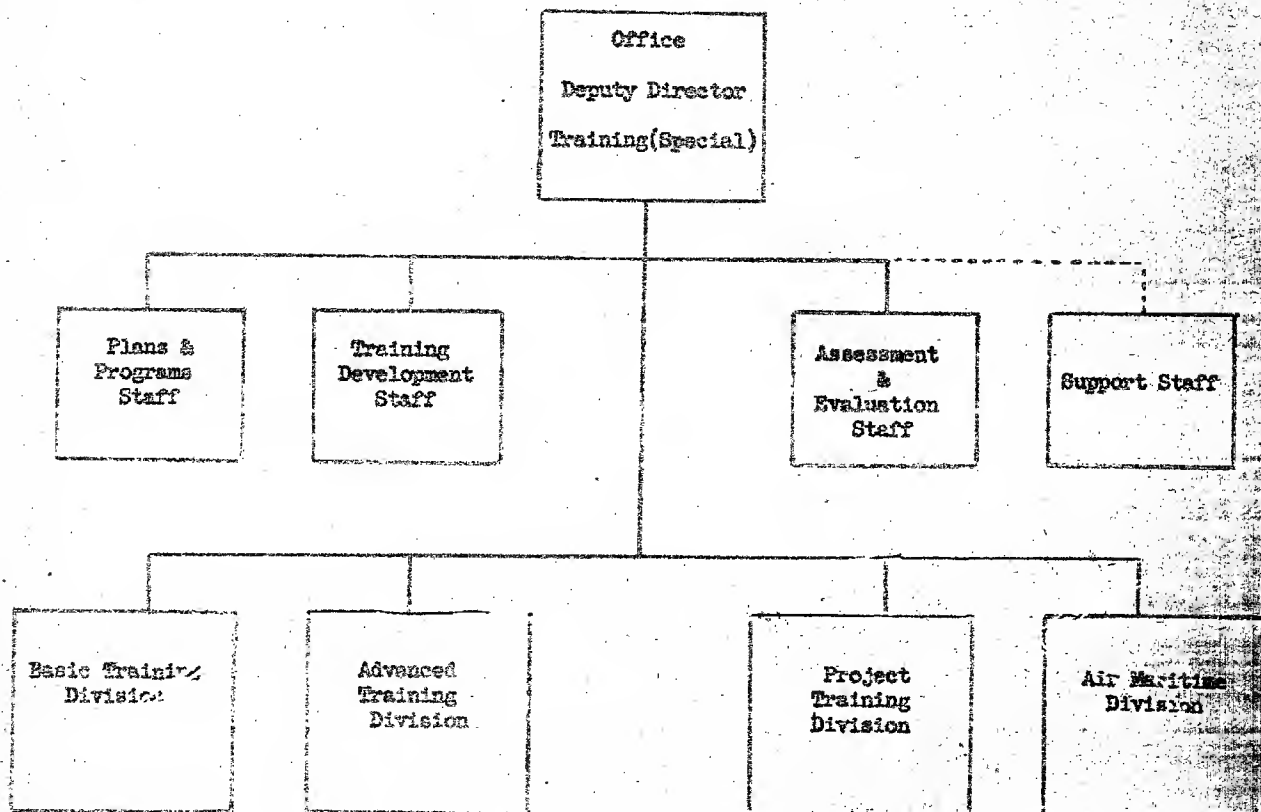 Office
Deputy Director
Training(Special)
Plans &
Programs
Staff
Training
Development
Staff
Assessment
&
Evaluation
Staff
Support Staff
Basic Training
Division
Advanced
Training
Division
Project
Training
Division
Air Maritime
Division